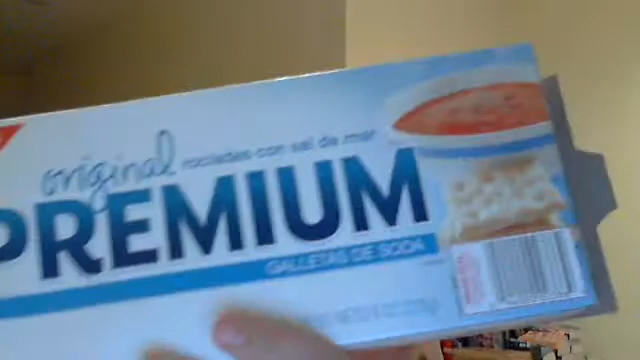 original rociadas con sal de mar
PREMIUM
GALLETAS DE SODA